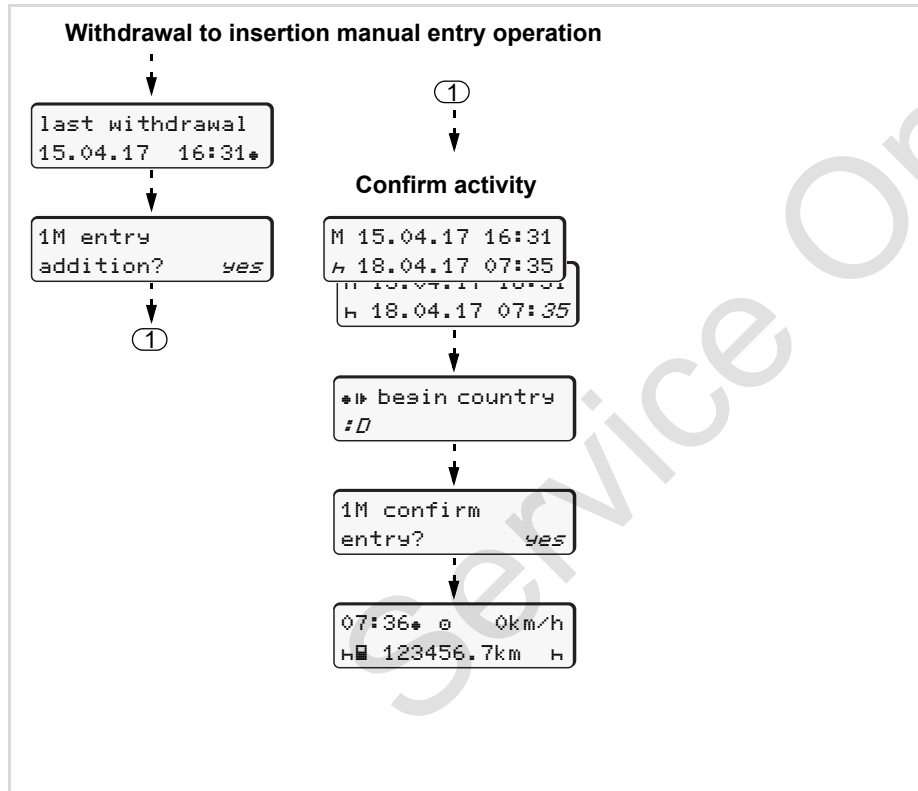 Withdrawal to insertion manual entry operation
last withdrawal
15.04.17 16:31
1M entry
addition? yes
1
1
Confirm activity
M 15.04.17 16:31
18.04.17 07:35
18.04.17 07:35
begin country
:D
1M confirm
entry? yes
07:36 0km/h
123456.7km
Service